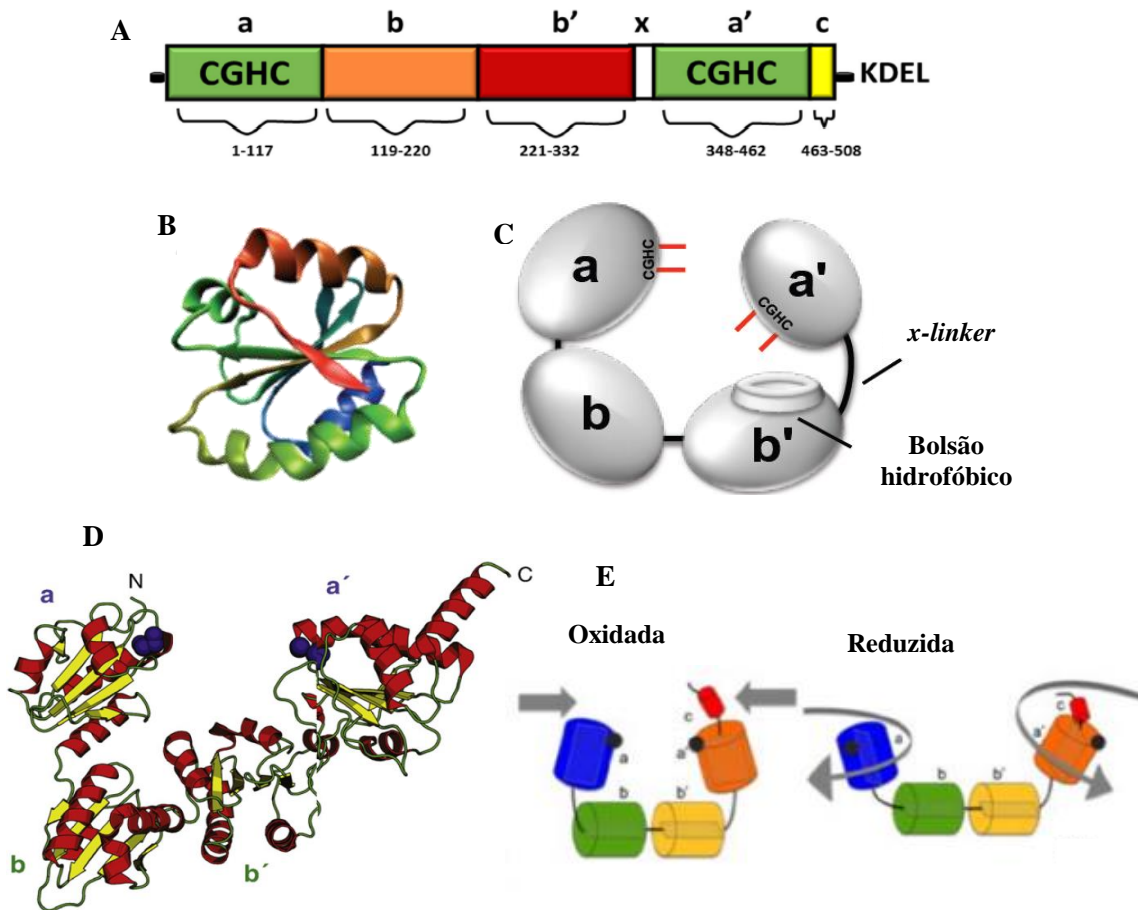 A
a b b’ x a’ c
CGHC CGHC KDEL
1-117 119-220 221-332 348-462 463-508
B
C
a
CGHC
a'
CGHC
x-linker
b
b'
Bolsão
hidrofóbico
D
a
N
a´
C
b
b´
E
Oxidada
Reduzida
c
a
a'
b
b'
c
a
a'
b
b'